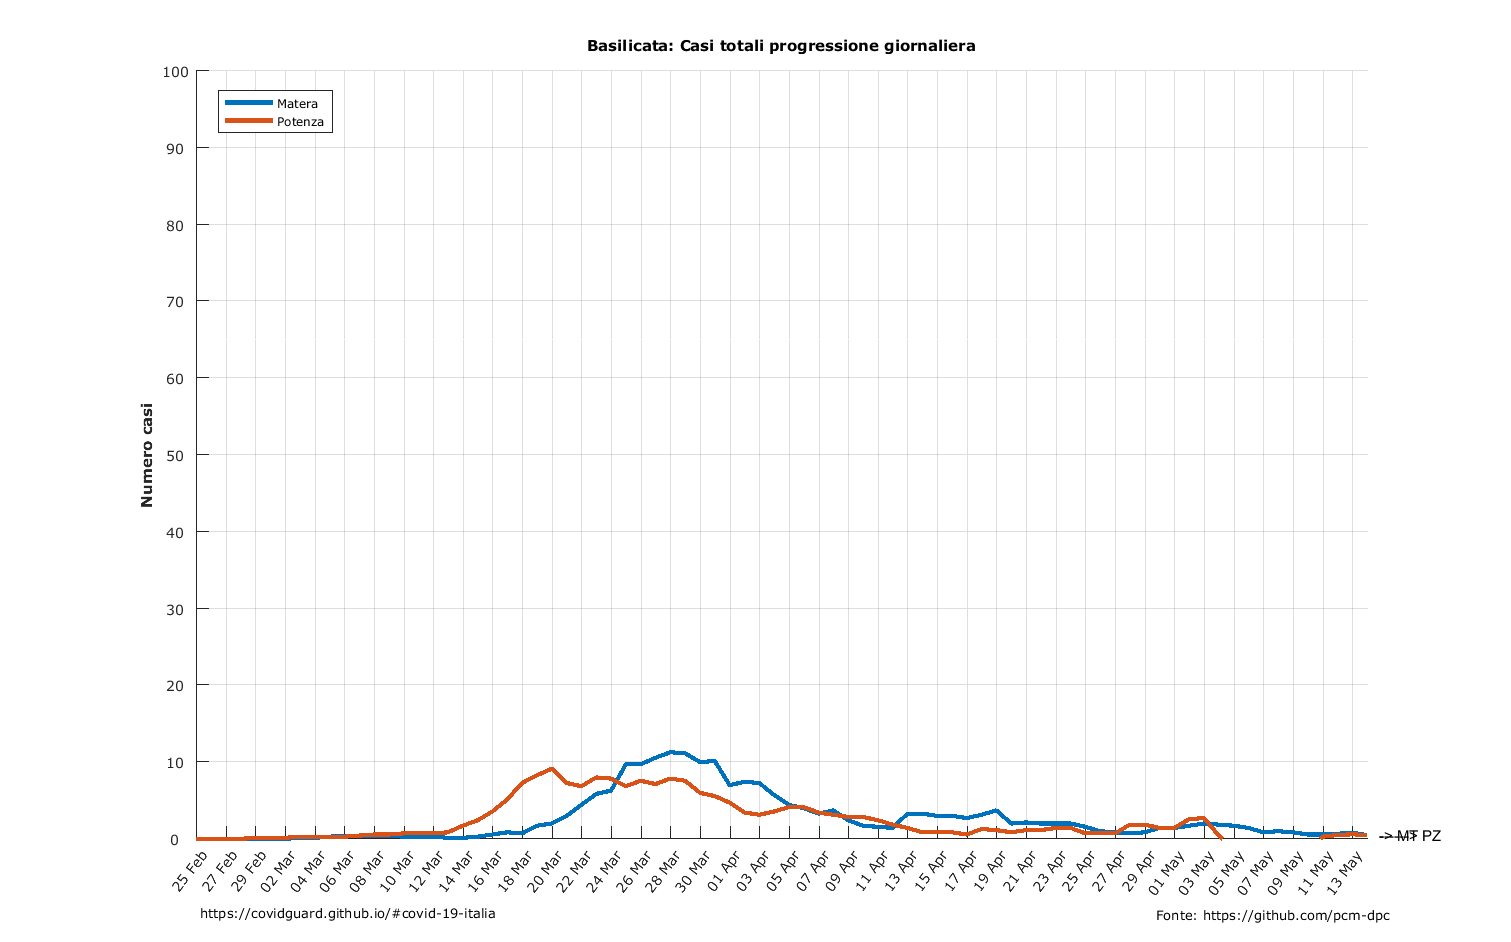 Basilicata: Casi totali progressione giornaliera
Matera
Potenza
Numero casi
100
90
80
70
60
50
40
30
20
10
0
25 Feb
27 Feb
29 Feb
02 Mar
04 Mar
06 Mar
08 Mar
10 Mar
12 Mar
14 Mar
16 Mar
18 Mar
20 Mar
22 Mar
24 Mar
26 Mar
28 Mar
30 Mar
01 Apr
03 Apr
05 Apr
07 Apr
09 Apr
11 Apr
13 Apr
15 Apr
17 Apr
19 Apr
21 Apr
23 Apr
25 Apr
27 Apr
29 Apr
01 May
03 May
05 May
07 May
09 May
11 May
13 May
-> MT PZ
https://covidguard.github.io/#covid-19-italia
Fonte: https://github.com/pcm-dpc